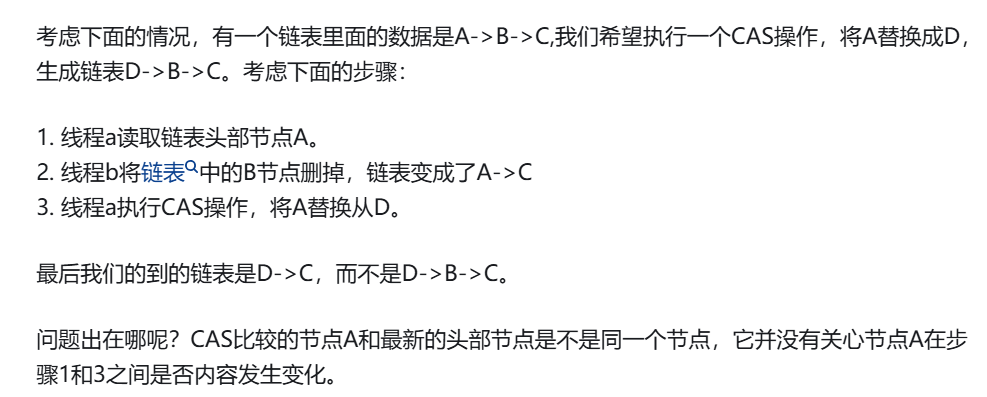 考虑下面的情况，有一个链表里面的数据是A->B->C,我们希望执行一个CAS操作，将A替换成D，
生成链表D->B->C。考虑下面的步骤：
1. 线程a读取链表头部节点A。
2. 线程b将链表中的B节点删掉，链表变成了A->C
3. 线程a执行CAS操作，将A替换从D。
最后我们的到的链表是D->C，而不是D->B->C。
问题出在哪呢？CAS比较的节点A和最新的头部节点是不是同一个节点，它并没有关心节点A在步
骤1和3之间是否内容发生变化。